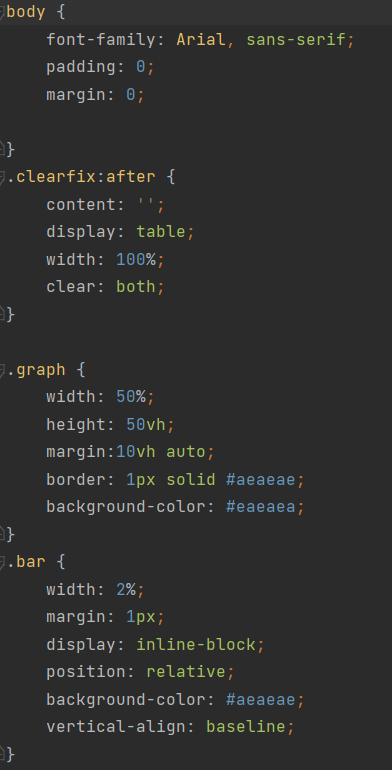 body {
    font-family: Arial, sans-serif;
    padding: 0;
    margin: 0;

}
.clearfix:after {
    content: '';
    display: table;
    width: 100%;
    clear: both;
}

.graph {
    width: 50%;
    height: 50vh;
    margin:10vh auto;
    border: 1px solid #aeaeae;
    background-color: #eaeaea;
}
.bar {
    width: 2%;
    margin: 1px;
    display: inline-block;
    position: relative;
    background-color: #aeaeae;
    vertical-align: baseline;
}